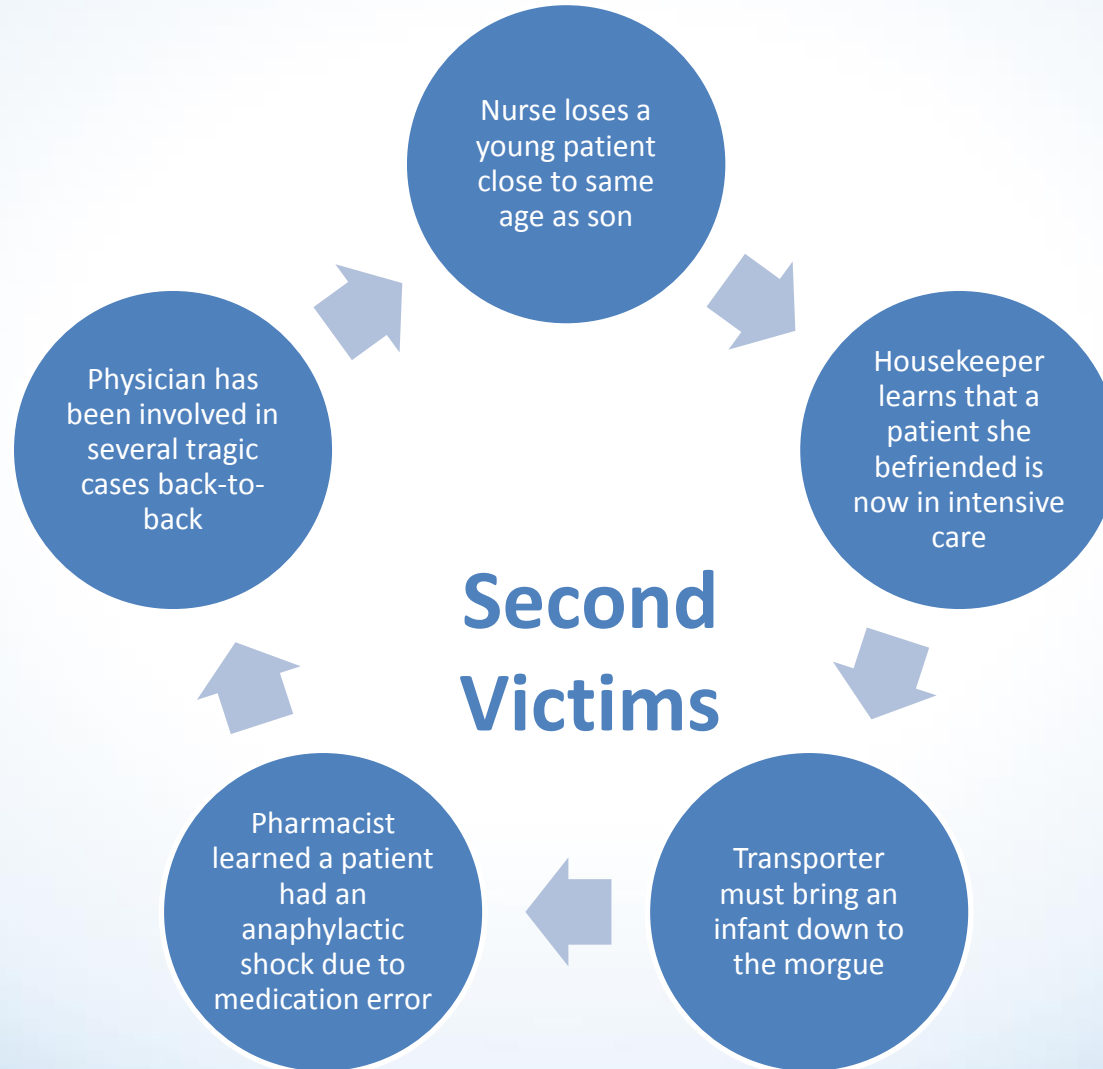 Nurse loses a
young patient
close to same
age as son
Housekeeper
learns that a
patient she
befriended is
now in intensive
care
Transporter
must bring an
infant down to
the morgue
Pharmacist
learned a patient
had an
anaphylactic
shock due to
medication error
Physician has
been involved in
several tragic
cases back-to-
back
Second
Victims